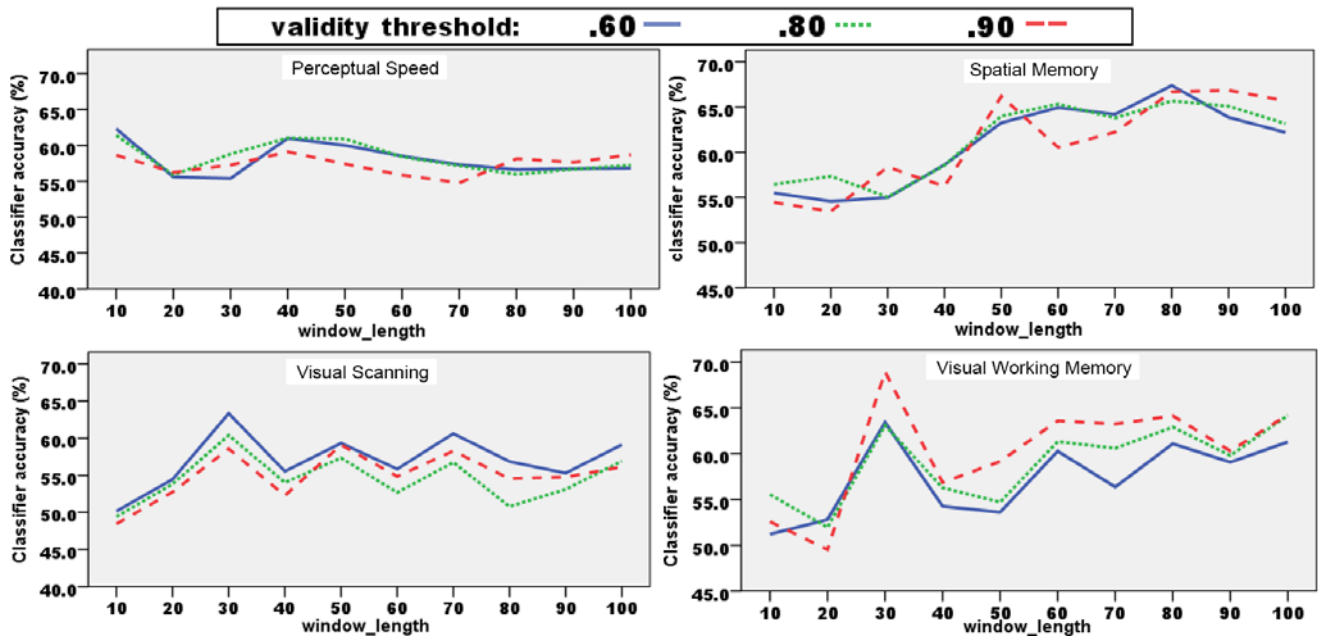 validity threshold: .60 .80 .90
Perceptual Speed
Classifier accuracy (%)
70.0
65.0
60.0
55.0
50.0
45.0
40.0
10 20 30 40 50 60 70 80 90 100
window_length
Spatial Memory
classifier accuracy (%)
70.0
65.0
60.0
55.0
50.0
45.0
10 20 30 40 50 60 70 80 90 100
window_length
Visual Scanning
Classifier accuracy (%)
70.0
65.0
60.0
55.0
50.0
45.0
40.0
10 20 30 40 50 60 70 80 90 100
window_length
Visual Working Memory
Classifier accuracy (%)
70.0
65.0
60.0
55.0
50.0
45.0
10 20 30 40 50 60 70 80 90 100
window_length